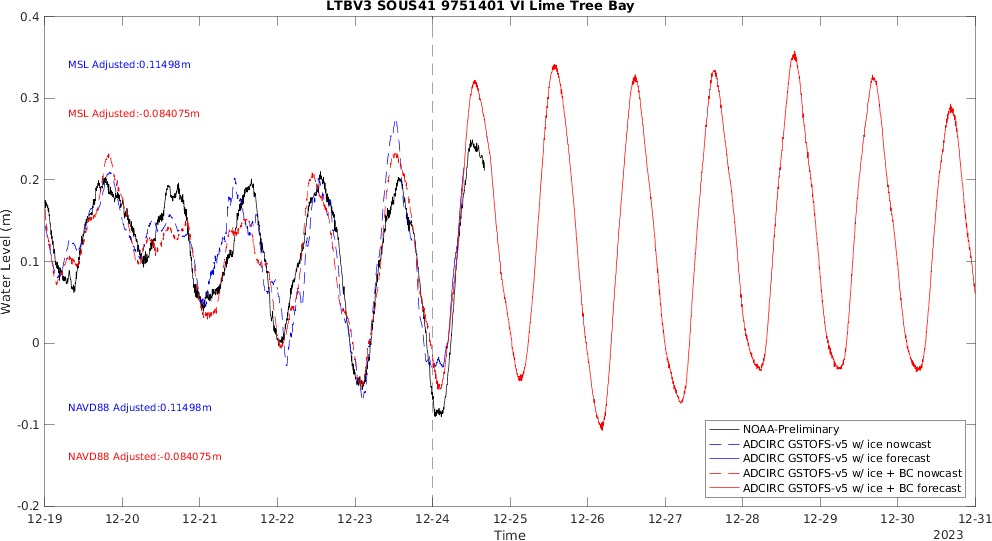 LTBV3 SOUS41 9751401 VI Lime Tree Bay
0.4
0.3
0.2
0.1
0
-0.1
-0.2
Water Level (m)
MSL Adjusted:0.11498m
MSL Adjusted:-0.084075m
NAVD88 Adjusted:0.11498m
NAVD88 Adjusted:-0.084075m
NOAA-Preliminary
ADCIRC GSTOFS-v5 w/ ice nowcast
ADCIRC GSTOFS-v5 w/ ice forecast
ADCIRC GSTOFS-v5 w/ ice + BC nowcast
ADCIRC GSTOFS-v5 w/ ice + BC forecast
12-19 12-20 12-21 12-22 12-23 12-24 12-25 12-26 12-27 12-28 12-29 12-30 12-31
Time
2023